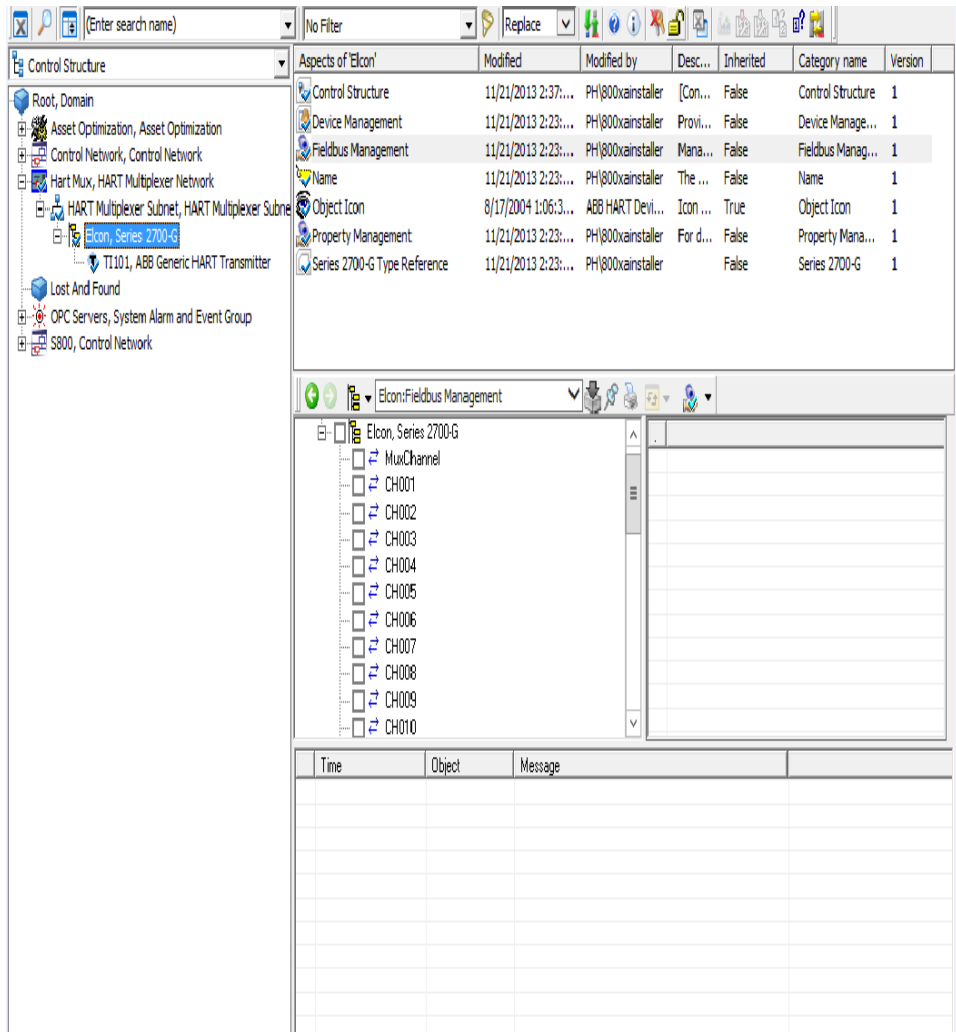 (Enter search name)
No Filter
Replace
Control Structure
Root, Domain
Asset Optimization, Asset Optimization
Control Network, Control Network
Hart Mux, HART Multiplexer Network
HART Multiplexer Subnet, HART Multiplexer Subne
Elcon, Series 2700-G
TI101, ABB Generic HART Transmitter
Lost And Found
OPC Servers, System Alarm and Event Group
S800, Control Network
Aspects of 'Elcon' Modified Modified by Desc... Inherited Category name Version
Control Structure 11/21/2013 2:37:... PH\800xainstaller [Con... False Control Structure 1
Device Management 11/21/2013 2:23:... PH\800xainstaller Provi... False Device Manage... 1
Fieldbus Management 11/21/2013 2:23:... PH\800xainstaller Mana... False Fieldbus Manag... 1
Name 11/21/2013 2:23:... PH\800xainstaller The ... False Name 1
Object Icon 8/17/2004 1:06:3... ABB HART Devi... Icon ... True Object Icon 1
Property Management 11/21/2013 2:23:... PH\800xainstaller For d... False Property Mana... 1
Series 2700-G Type Reference 11/21/2013 2:23:... PH\800xainstaller False Series 2700-G 1
Elcon:Fieldbus Management
Elcon, Series 2700-G
MuxChannel
CH001
CH002
CH003
CH004
CH005
CH006
CH007
CH008
CH009
CH010
.
Time Object Message